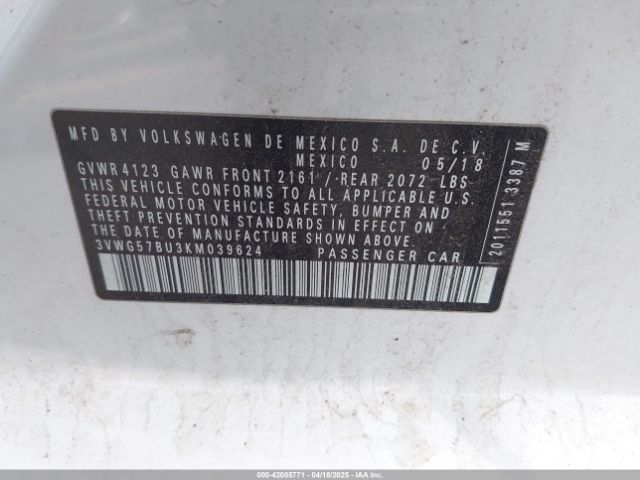 MFD BY VOLKSWAGEN DE MEXICO S.A. DE C.V.
MEXICO 05/18
GVWR 4123 GAWR FRONT 2161 / REAR 2072 LBS
THIS VEHICLE CONFORMS TO ALL APPLICABLE U.S.
FEDERAL MOTOR VEHICLE SAFETY, BUMPER AND
THEFT PREVENTION STANDARDS IN EFFECT ON
THE DATE OF MANUFACTURE SHOWN ABOVE.
3VWG57BU3KM039624 PASSENGER CAR
2011551 3387 M
000-42055771 - 04/18/2025 - IAAI.COM